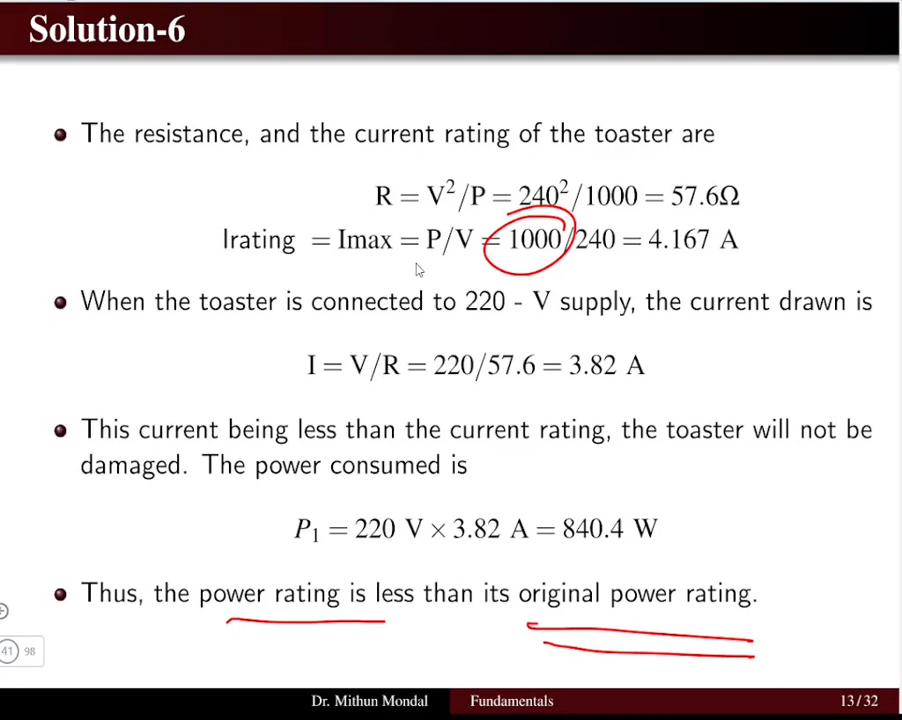 Solution-6
The resistance, and the current rating of the toaster are
R = V²/P = 240²/1000 = 57.6Ω
Irating = Imax = P/V = 1000/240 = 4.167 A
When the toaster is connected to 220 - V supply, the current drawn is
I = V/R = 220/57.6 = 3.82 A
This current being less than the current rating, the toaster will not be
damaged. The power consumed is
P₁ = 220 V × 3.82 A = 840.4 W
Thus, the power rating is less than its original power rating.
41 98
Dr. Mithun Mondal Fundamentals 13/32